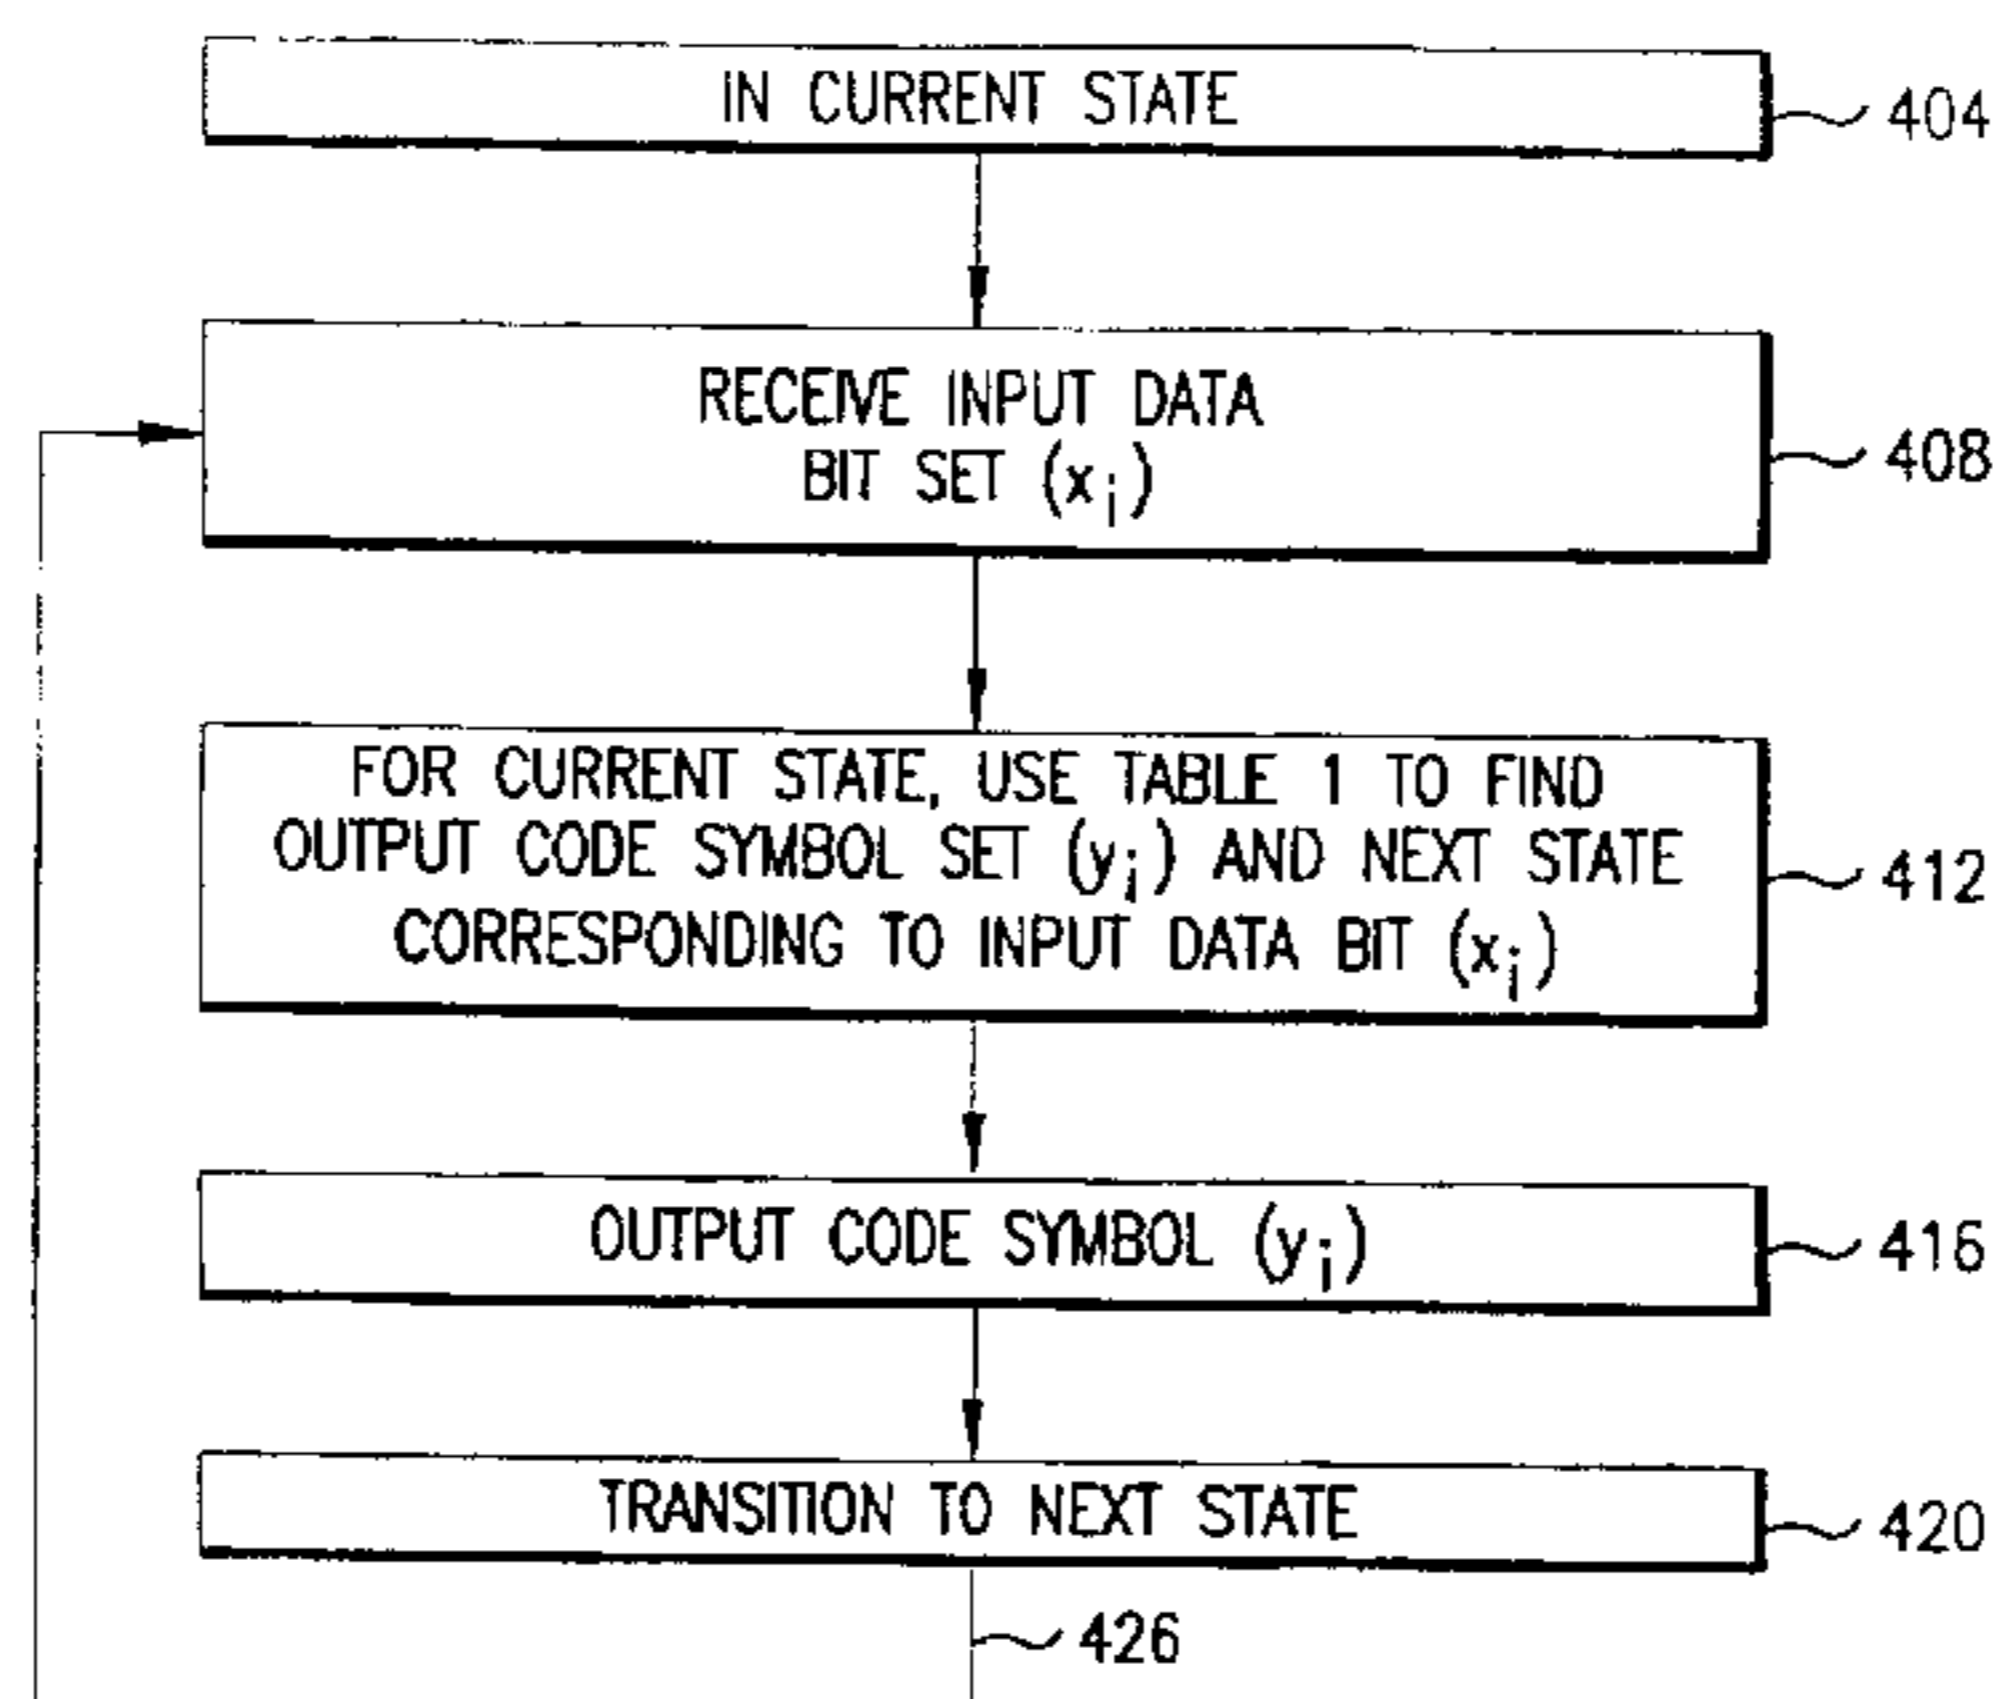 IN CURRENT STATE
404
RECEIVE INPUT DATA
BIT SET (xi)
408
FOR CURRENT STATE, USE TABLE 1 TO FIND
OUTPUT CODE SYMBOL SET (yi) AND NEXT STATE
CORRESPONDING TO INPUT DATA BIT (xi)
412
OUTPUT CODE SYMBOL (yi)
416
TRANSITION TO NEXT STATE
420
426